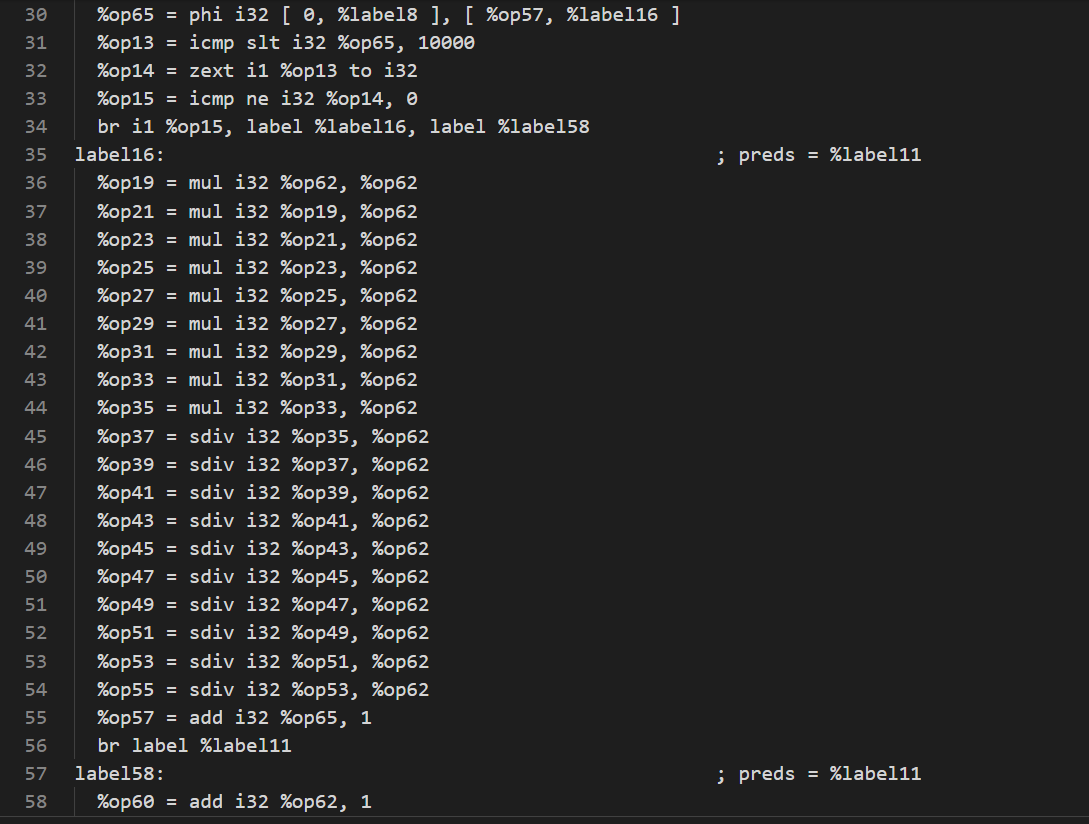 30 %op65 = phi i32 [ 0, %label8 ], [ %op57, %label16 ]
31 %op13 = icmp slt i32 %op65, 10000
32 %op14 = zext i1 %op13 to i32
33 %op15 = icmp ne i32 %op14, 0
34 br i1 %op15, label %label16, label %label58
35 label16: ; preds = %label11
36 %op19 = mul i32 %op62, %op62
37 %op21 = mul i32 %op19, %op62
38 %op23 = mul i32 %op21, %op62
39 %op25 = mul i32 %op23, %op62
40 %op27 = mul i32 %op25, %op62
41 %op29 = mul i32 %op27, %op62
42 %op31 = mul i32 %op29, %op62
43 %op33 = mul i32 %op31, %op62
44 %op35 = mul i32 %op33, %op62
45 %op37 = sdiv i32 %op35, %op62
46 %op39 = sdiv i32 %op37, %op62
47 %op41 = sdiv i32 %op39, %op62
48 %op43 = sdiv i32 %op41, %op62
49 %op45 = sdiv i32 %op43, %op62
50 %op47 = sdiv i32 %op45, %op62
51 %op49 = sdiv i32 %op47, %op62
52 %op51 = sdiv i32 %op49, %op62
53 %op53 = sdiv i32 %op51, %op62
54 %op55 = sdiv i32 %op53, %op62
55 %op57 = add i32 %op65, 1
56 br label %label11
57 label58: ; preds = %label11
58 %op60 = add i32 %op62, 1